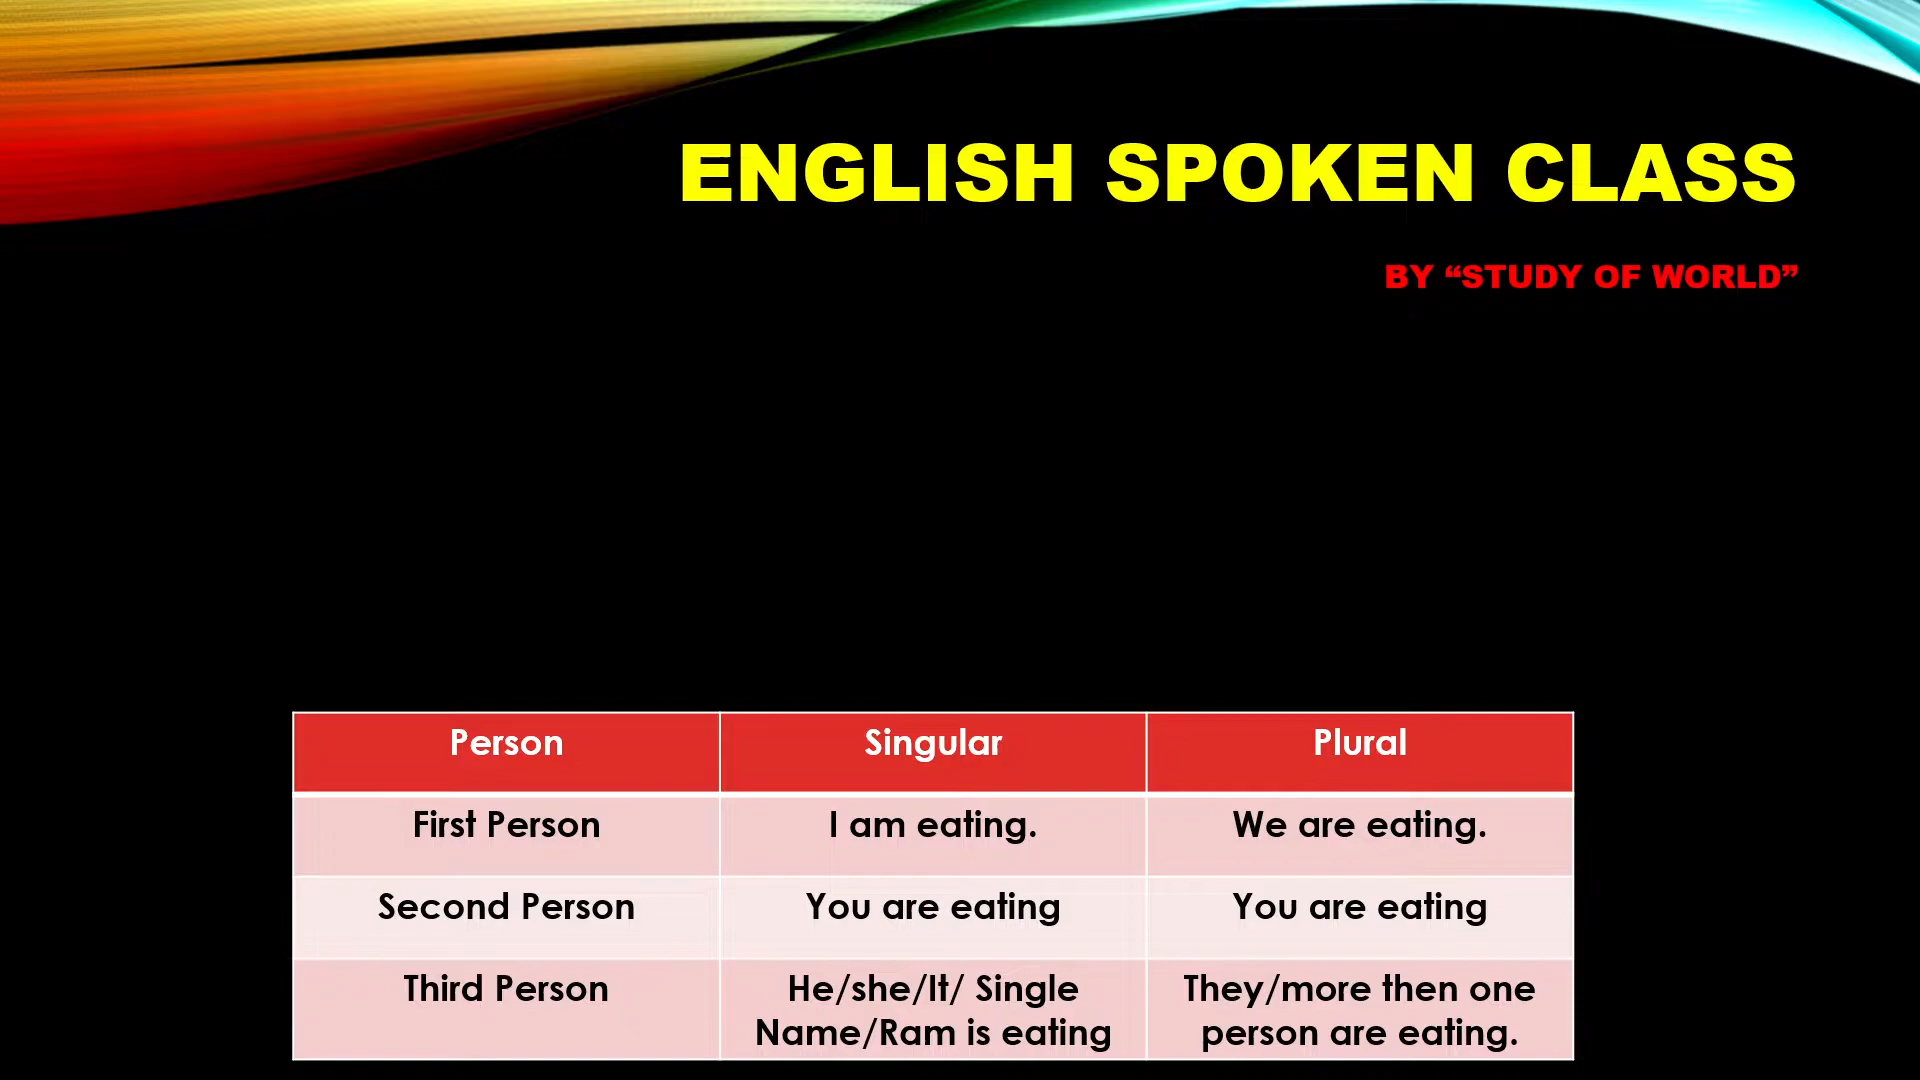 ENGLISH SPOKEN CLASS
BY “STUDY OF WORLD”
Person Singular Plural
First Person I am eating. We are eating.
Second Person You are eating You are eating
Third Person He/she/It/ Single They/more then one
Name/Ram is eating person are eating.